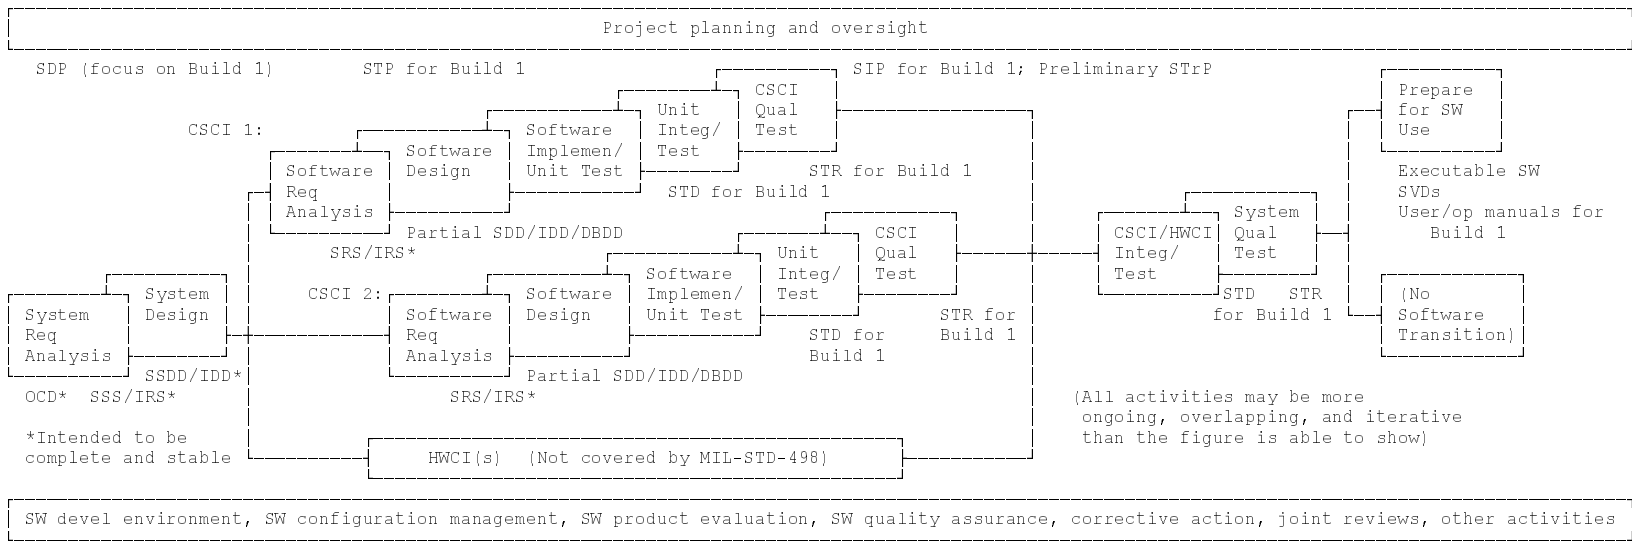 Project planning and oversight
SDP (focus on Build 1)
STP for Build 1
SIP for Build 1; Preliminary STrP
CSCI 1:
Software
Req
Analysis
Software
Design
Software
Implemen/
Unit Test
Unit
Integ/
Test
CSCI
Qual
Test
STR for Build 1
STD for Build 1
Partial SDD/IDD/DBDD
SRS/IRS*
System
Req
Analysis
System
Design
SSDD/IDD*
OCD*  SSS/IRS*
CSCI 2:
Software
Req
Analysis
Software
Design
Software
Implemen/
Unit Test
Unit
Integ/
Test
CSCI
Qual
Test
STR for
Build 1
STD for
Build 1
Partial SDD/IDD/DBDD
SRS/IRS*
CSCI/HWCI
Integ/
Test
System
Qual
Test
STD   STR
for Build 1
Prepare
for SW
Use
Executable SW
SVDs
User/op manuals for
Build 1
(No
Software
Transition)
*Intended to be
complete and stable
HWCI(s)  (Not covered by MIL-STD-498)
(All activities may be more
ongoing, overlapping, and iterative
than the figure is able to show)
SW devel environment, SW configuration management, SW product evaluation, SW quality assurance, corrective action, joint reviews, other activities